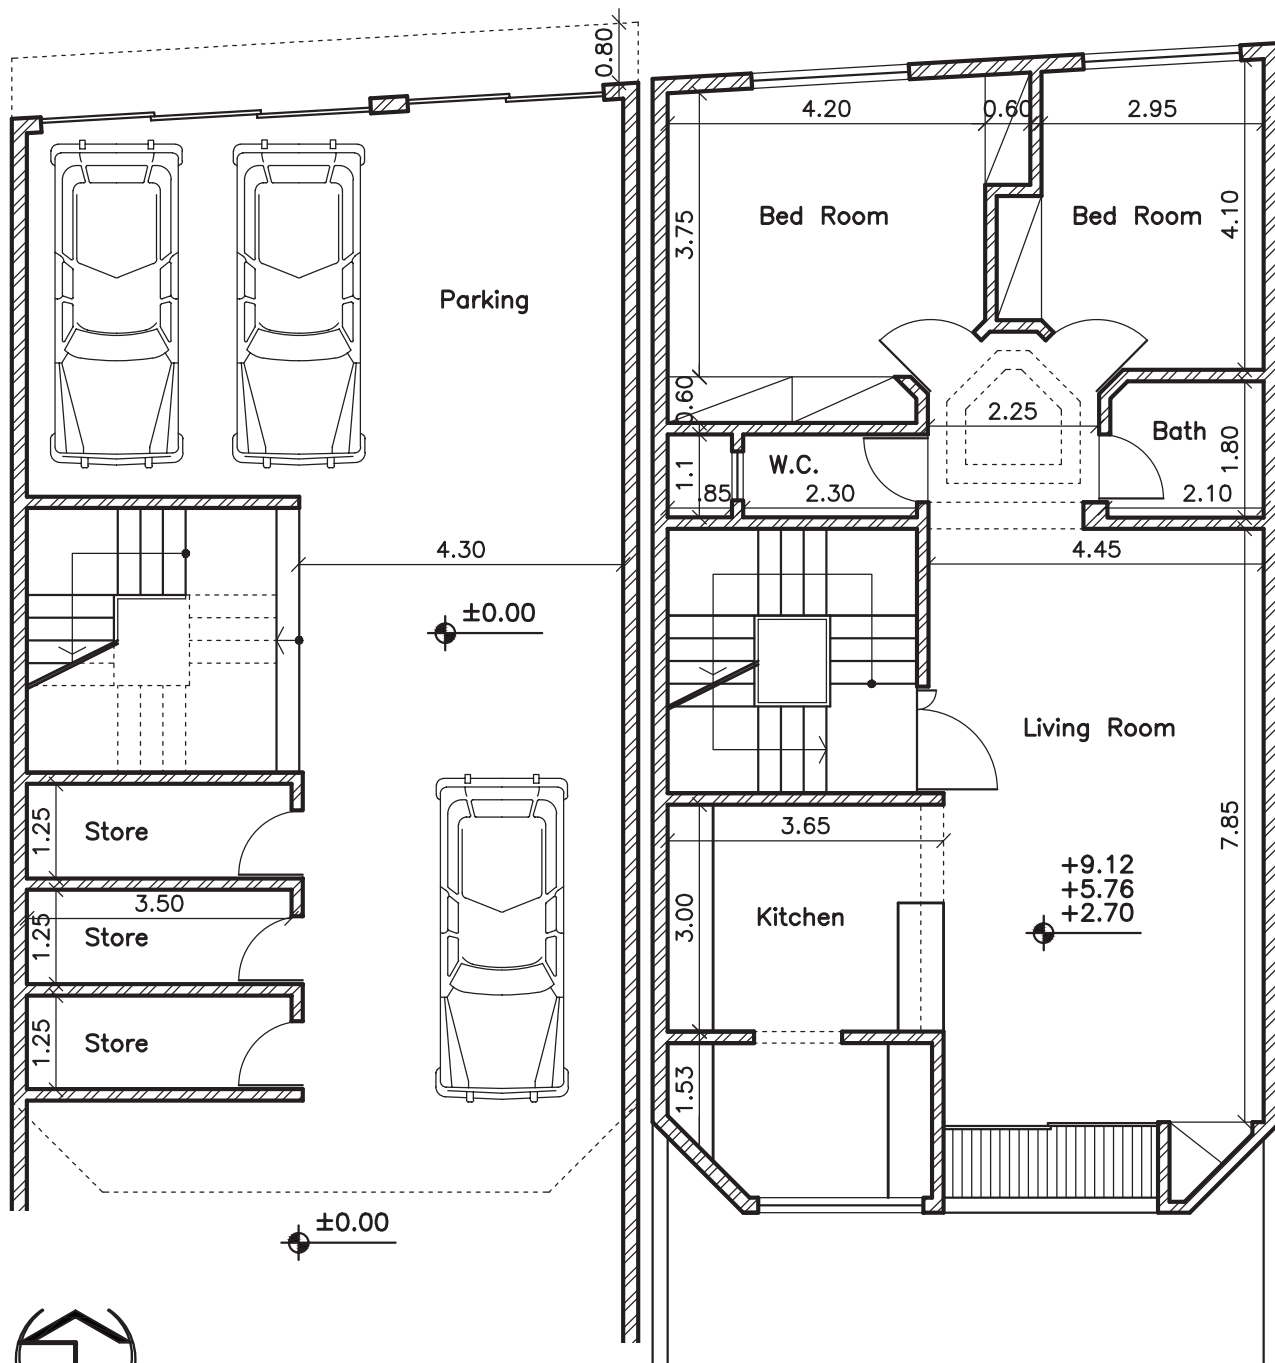 0.80
Parking
4.30
±0.00
1.25
Store
3.50
1.25
Store
1.25
Store
±0.00
4.20
0.60
2.95
Bed Room
Bed Room
3.75
4.10
0.60
2.25
Bath
1.1
W.C.
1.80
.85
2.30
2.10
4.45
Living Room
3.65
7.85
3.00
Kitchen
+9.12
+5.76
+2.70
1.53